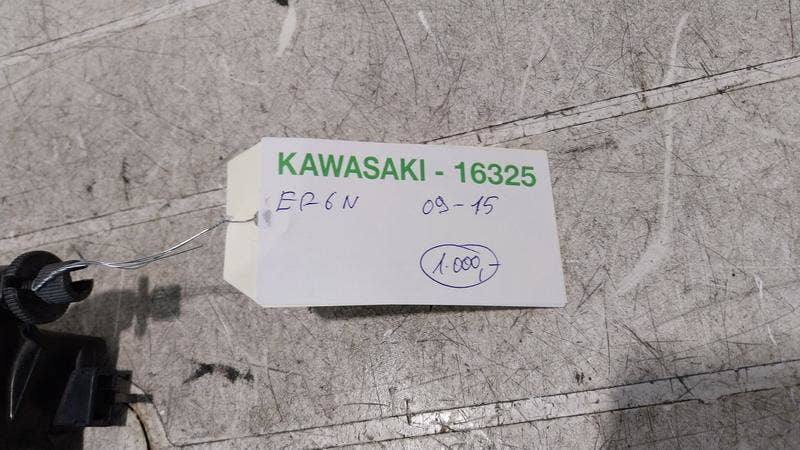 KAWASAKI - 16325
ER6N 09-15
1.000,-